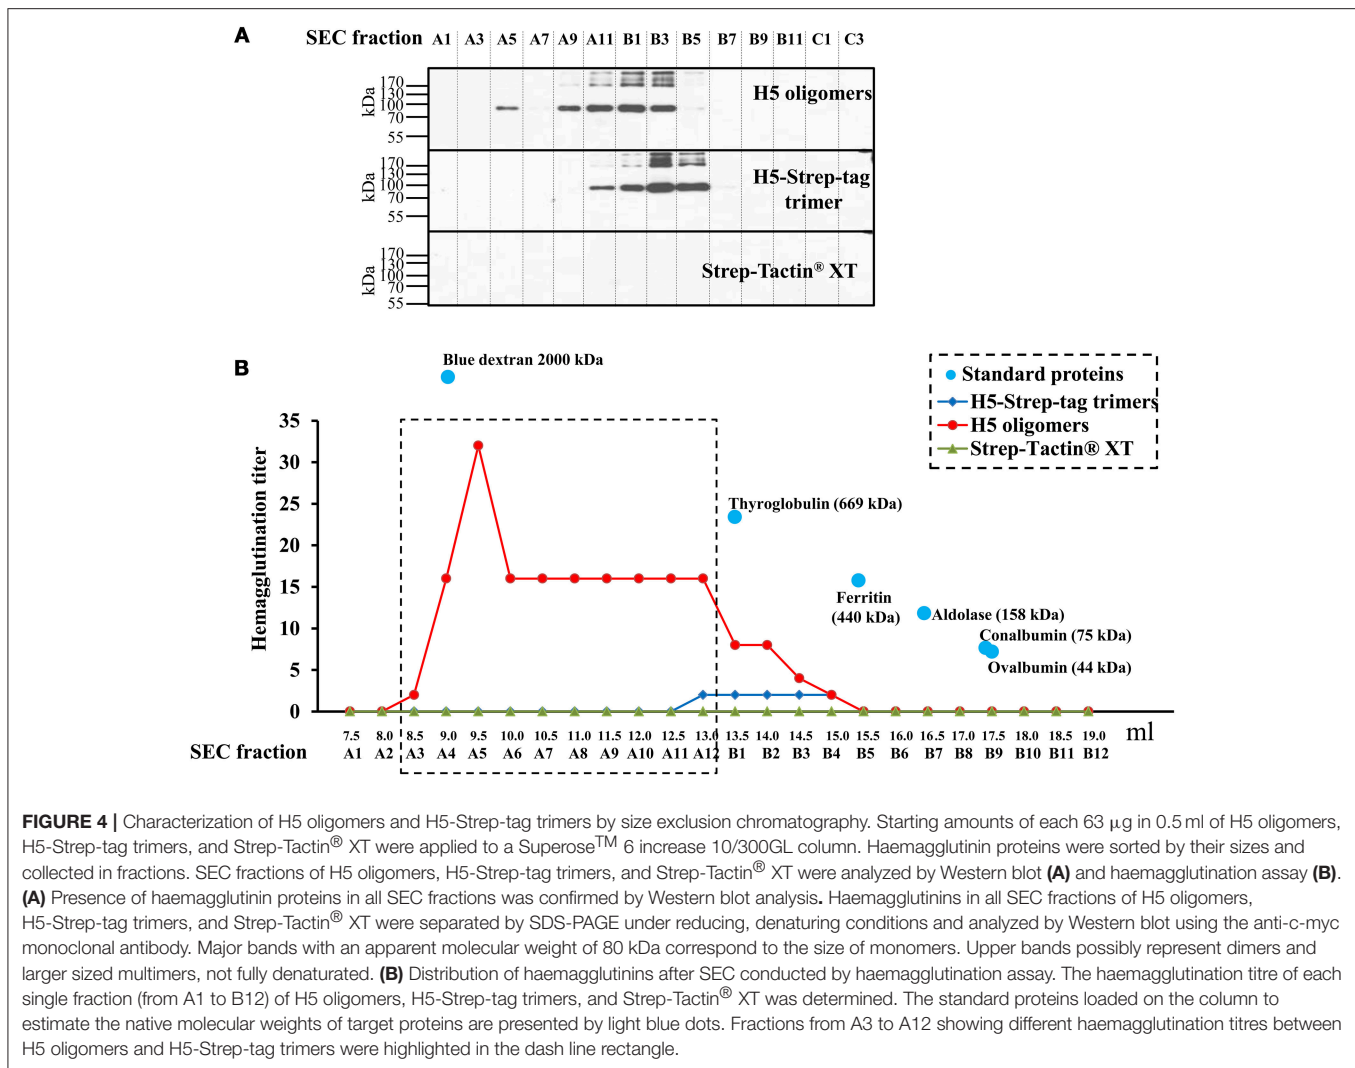 A
SEC fraction A1 A3 A5 A7 A9 A11 B1 B3 B5 B7 B9 B11 C1 C3
kDa
170
130
100
70
55
H5 oligomers
170
130
100
70
55
H5-Strep-tag
trimer
kDa
170
130
100
70
55
Strep-Tactin® XT
B
Blue dextran 2000 kDa
Standard proteins
H5-Strep-tag trimers
H5 oligomers
Strep-Tactin® XT
Hemagglutination titer
35
30
25
20
15
10
5
0
Thyroglobulin (669 kDa)
Ferritin
(440 kDa)
Aldolase (158 kDa)
Conalbumin (75 kDa)
Ovalbumin (44 kDa)
7.5 8.0 8.5 9.0 9.5 10.0 10.5 11.0 11.5 12.0 12.5 13.0 13.5 14.0 14.5 15.0 15.5 16.0 16.5 17.0 17.5 18.0 18.5 19.0 ml
SEC fraction A1 A2 A3 A4 A5 A6 A7 A8 A9 A10 A11 A12 B1 B2 B3 B4 B5 B6 B7 B8 B9 B10 B11 B12
FIGURE 4 | Characterization of H5 oligomers and H5-Strep-tag trimers by size exclusion chromatography. Starting amounts of each 63 μg in 0.5 ml of H5 oligomers,
H5-Strep-tag trimers, and Strep-Tactin® XT were applied to a Superose™ 6 increase 10/300GL column. Haemagglutinin proteins were sorted by their sizes and
collected in fractions. SEC fractions of H5 oligomers, H5-Strep-tag trimers, and Strep-Tactin® XT were analyzed by Western blot (A) and haemagglutination assay (B).
(A) Presence of haemagglutinin proteins in all SEC fractions was confirmed by Western blot analysis. Haemagglutinins in all SEC fractions of H5 oligomers,
H5-Strep-tag trimers, and Strep-Tactin® XT were separated by SDS-PAGE under reducing, denaturing conditions and analyzed by Western blot using the anti-c-myc
monoclonal antibody. Major bands with an apparent molecular weight of 80 kDa correspond to the size of monomers. Upper bands possibly represent dimers and
larger sized multimers, not fully denaturated. (B) Distribution of haemagglutinins after SEC conducted by haemagglutination assay. The haemagglutination titre of each
single fraction (from A1 to B12) of H5 oligomers, H5-Strep-tag trimers, and Strep-Tactin® XT was determined. The standard proteins loaded on the column to
estimate the native molecular weights of target proteins are presented by light blue dots. Fractions from A3 to A12 showing different haemagglutination titres between
H5 oligomers and H5-Strep-tag trimers were highlighted in the dash line rectangle.